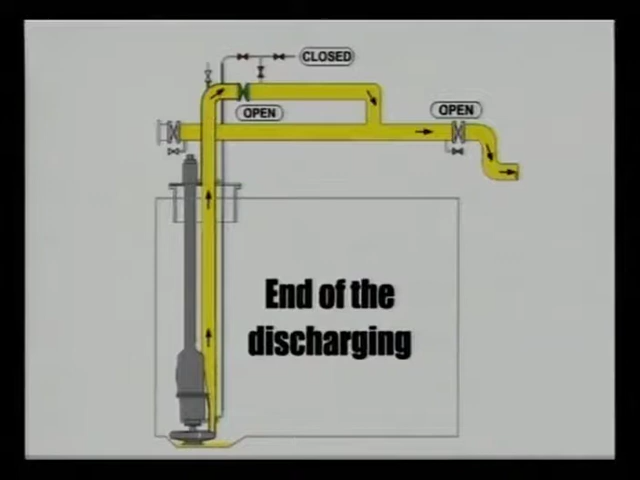 CLOSED
OPEN
OPEN
End of the
discharging